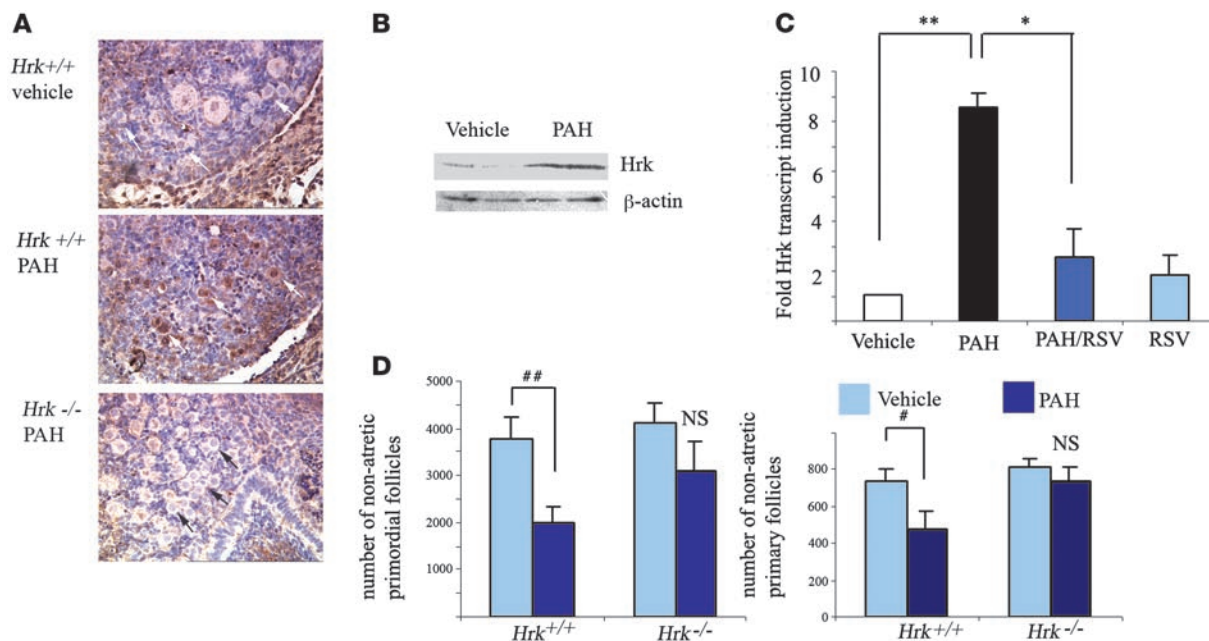 A
Hrk+/+
vehicle
Hrk +/+
PAH
Hrk -/-
PAH
B
Vehicle PAH
Hrk
β-actin
C
** *
Fold Hrk transcript induction
10
8
6
4
2
Vehicle PAH PAH/RSV RSV
D
number of non-atretic
primordial follicles
5000
4000
3000
2000
1000
##
NS
Hrk+/+ Hrk-/-
Vehicle PAH
number of non-atretic
primary follicles
800
600
400
200
0
#
NS
Hrk+/+ Hrk-/-